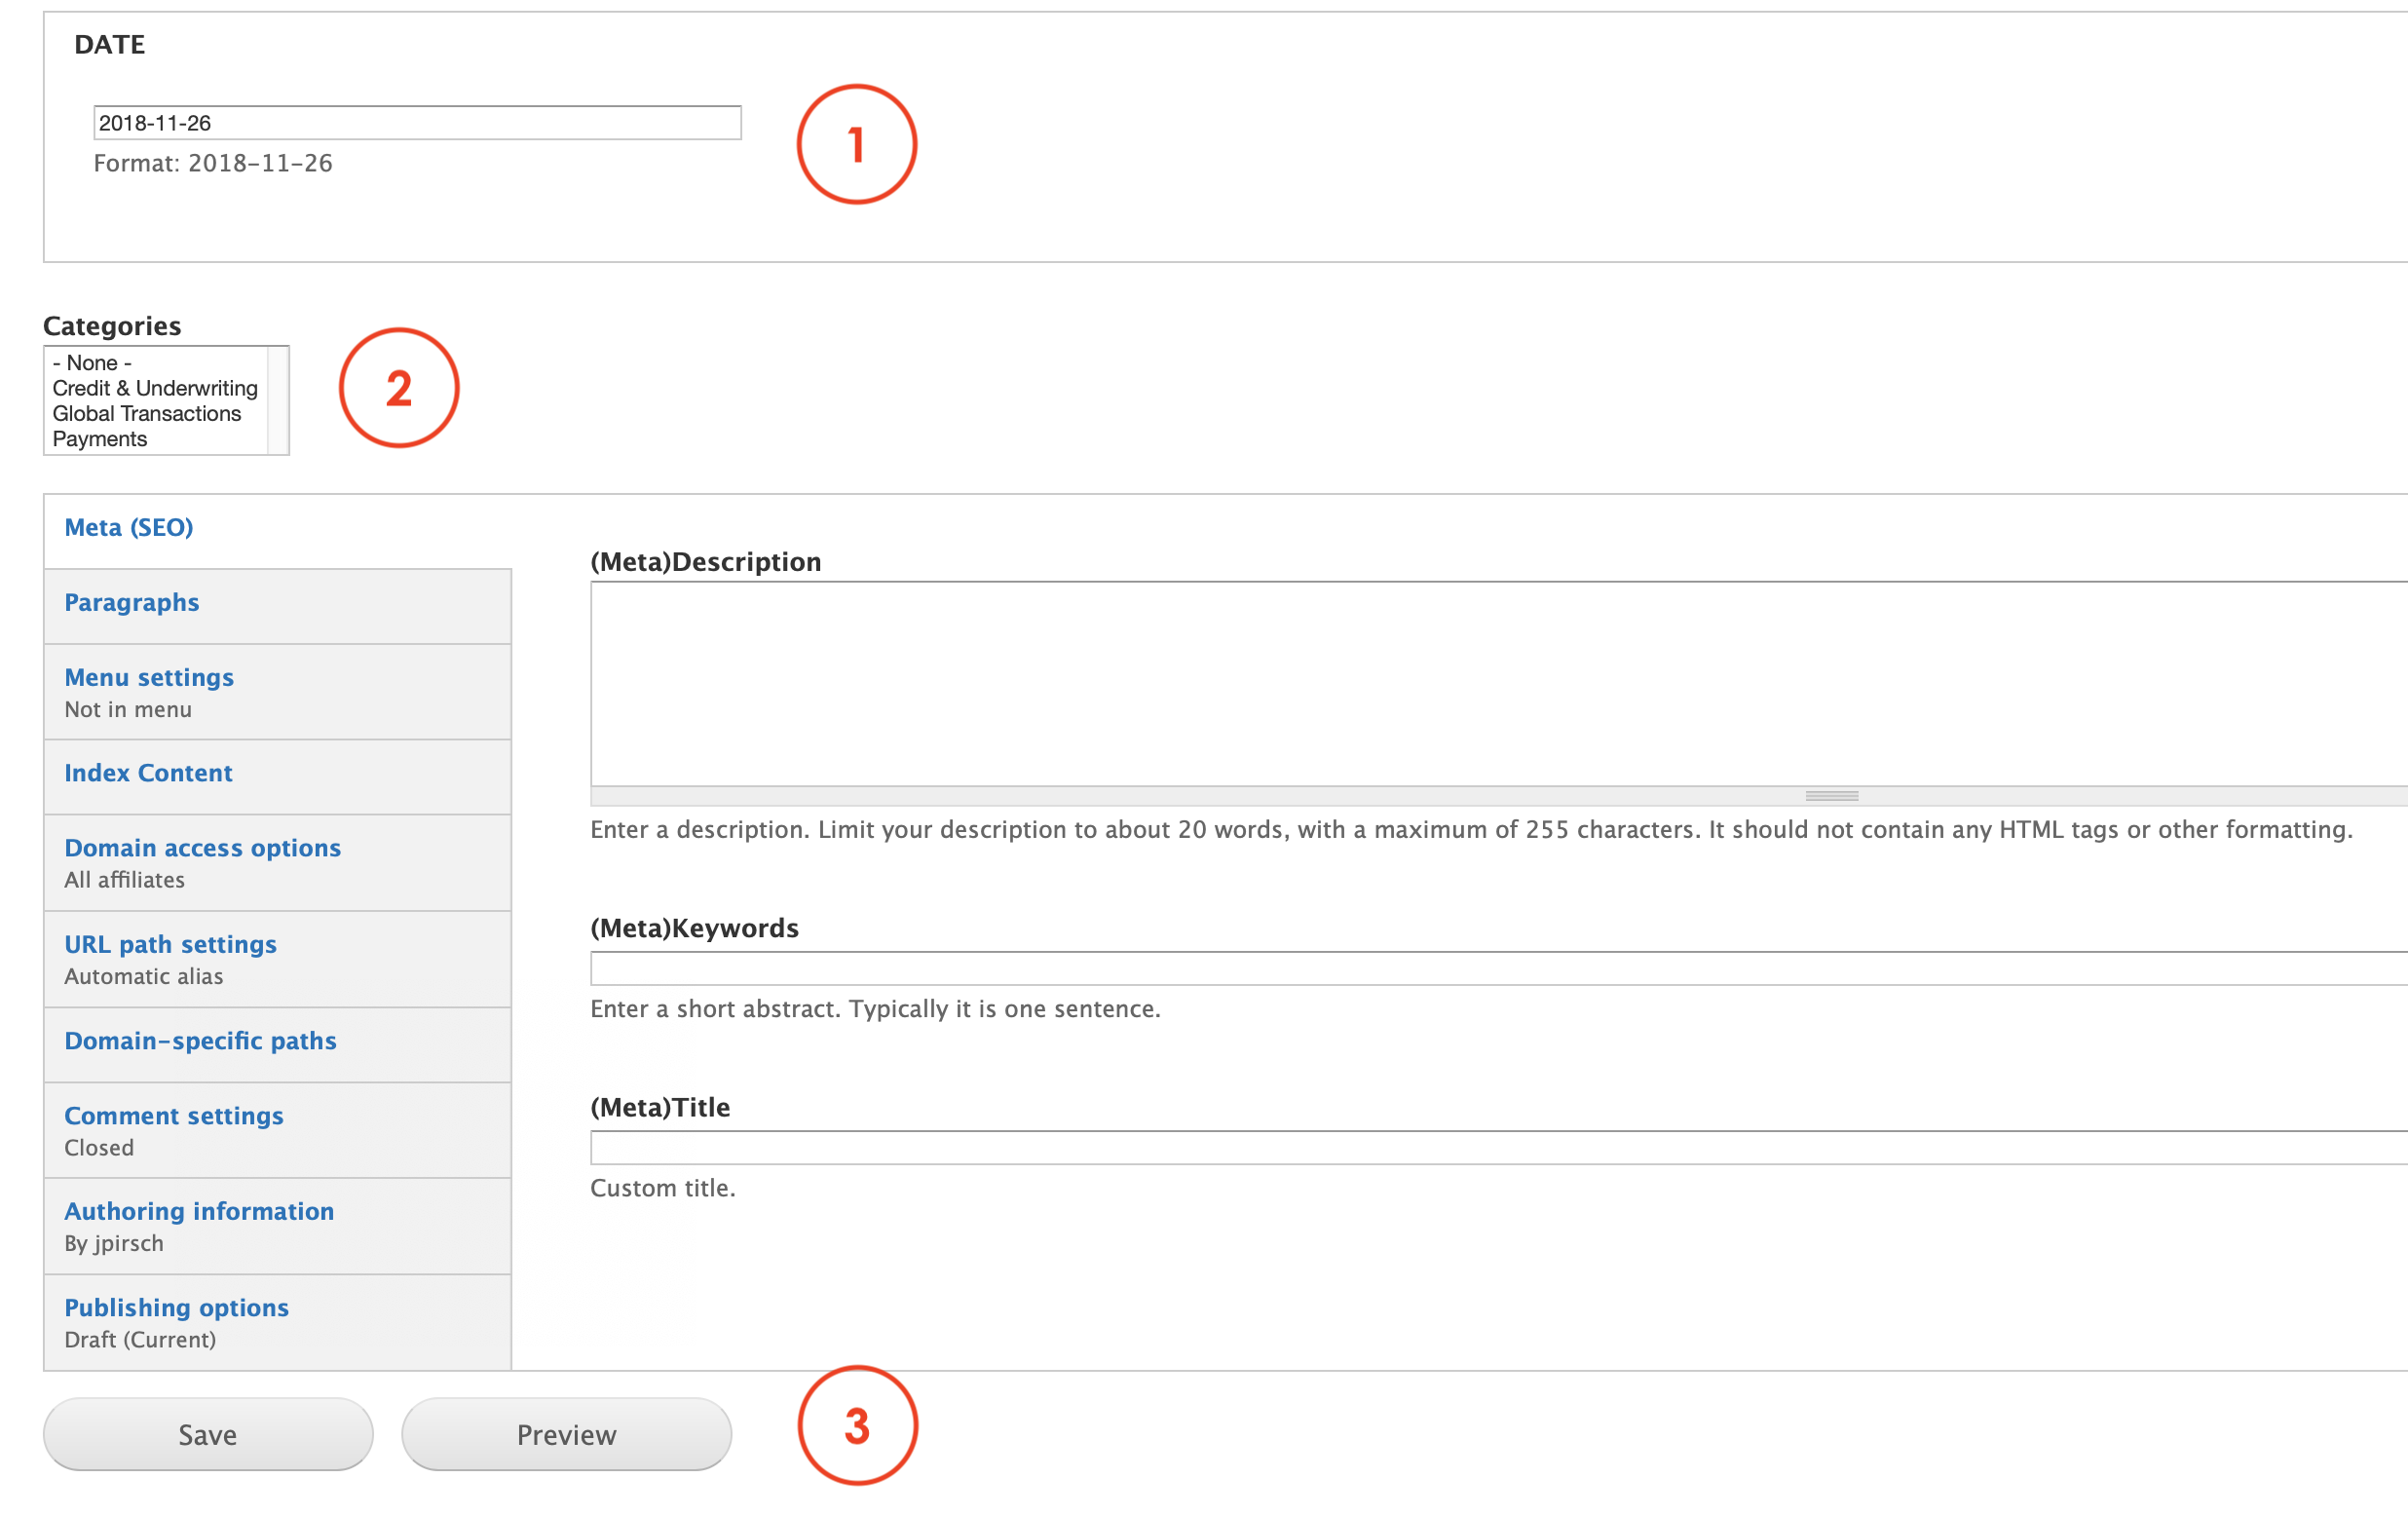 DATE
2018-11-26
Format: 2018-11-26
1
Categories
- None -
Credit & Underwriting
Global Transactions
Payments
2
Meta (SEO)
Paragraphs
Menu settings
Not in menu
Index Content
Domain access options
All affiliates
URL path settings
Automatic alias
Domain-specific paths
Comment settings
Closed
Authoring information
By jpirsch
Publishing options
Draft (Current)
(Meta)Description
Enter a description. Limit your description to about 20 words, with a maximum of 255 characters. It should not contain any HTML tags or other formatting.
(Meta)Keywords
Enter a short abstract. Typically it is one sentence.
(Meta)Title
Custom title.
Save
Preview
3